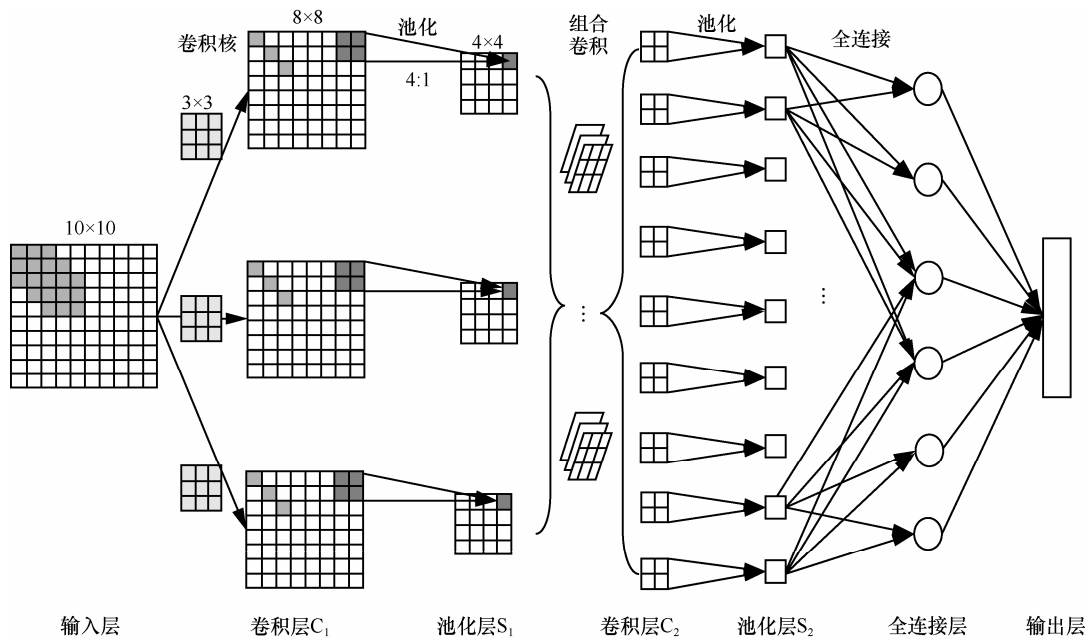 卷积核
8×8
池化
4×4
4:1
3×3
10×10
组合
卷积
池化
全连接
⋮
⋮
输入层
卷积层C₁
池化层S₁
卷积层C₂
池化层S₂
全连接层
输出层